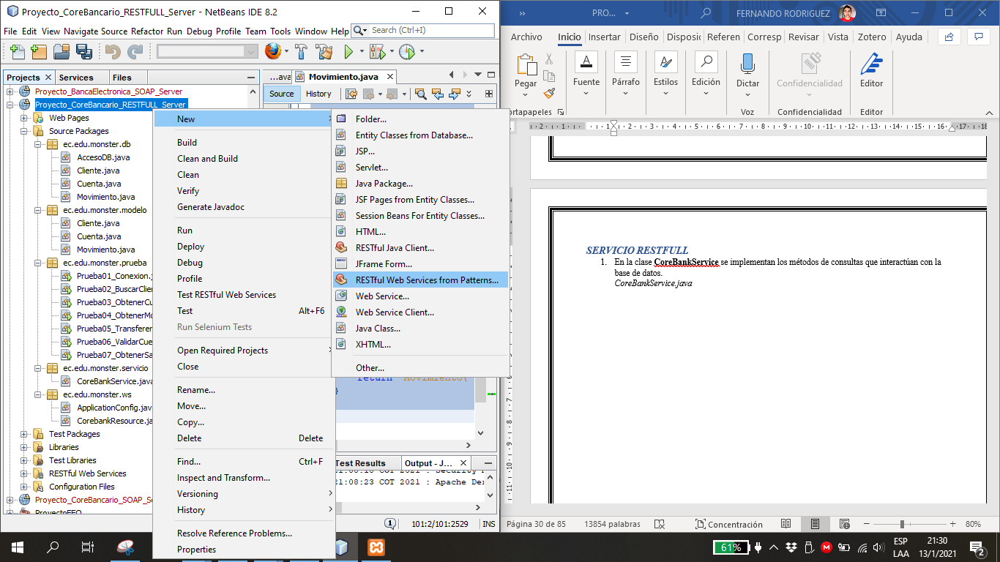 Proyecto_CoreBancario_RESTFULL_Server - NetBeans IDE 8.2
File Edit View Navigate Source Refactor Run Debug Profile Team Tools Window Help
Search (Ctrl+I)
Projects
Services
Files
Proyecto_BancaElectronica_SOAP_Server
Proyecto_CoreBancario_RESTFULL_Server
Web Pages
Source Packages
ec.edu.monster.db
AccesoDB.java
Cliente.java
Cuenta.java
Movimiento.java
ec.edu.monster.modelo
Cliente.java
Cuenta.java
Movimiento.java
ec.edu.monster.prueba
Prueba01_Conexion.j
Prueba02_BuscarClien
Prueba03_ObtenerCu
Prueba04_ObtenerMo
Prueba05_Transferen
Prueba06_ValidarCue
Prueba07_ObtenerSa
ec.edu.monster.servicio
CoreBankService.java
ec.edu.monster.ws
ApplicationConfig.java
CorebankResource.ja
Test Packages
Libraries
Test Libraries
RESTful Web Services
Configuration Files
Proyecto_CoreBancario_SOAP_Se
ProyectoEEQ
...ava
Movimiento.java
Source
History
New
Build
Clean and Build
Clean
Verify
Generate Javadoc
Run
Deploy
Debug
Profile
Test RESTful Web Services
Test Alt+F6
Run Selenium Tests
Open Required Projects
Close
Rename...
Move...
Copy...
Delete Delete
Find... Ctrl+F
Inspect and Transform...
Versioning
History
Resolve Reference Problems...
Properties
Folder...
Entity Classes from Database...
JSP...
Servlet...
Java Package...
JSF Pages from Entity Classes...
Session Beans For Entity Classes...
HTML...
RESTful Java Client...
JFrame Form...
RESTful Web Services from Patterns...
Web Service...
Web Service Client...
Java Class...
XHTML...
Other...
return "Movimiento{
}
Test Results
Output - J...
21:08:23 COT 2021 : Apache Der
101:2/101:2529
INS
PRO...
FERNANDO RODRIGUEZ
Archivo Inicio Insertar Diseño Disposic Referen Corresp Revisar Vista Zotero Ayuda
Pegar
Fuente
Párrafo
Estilos
Edición
Dictar
Confidencialidad
Editor
ortapapeles
Voz
Confidencialidad
Editor
SERVICIO RESTFULL
1. En la clase CoreBankService se implementan los métodos de consultas que interactúan con la
base de datos.
CoreBankService.java
Página 30 de 85
13854 palabras
Concentración
80%
61%
ESP
LAA
21:30
13/1/2021
2